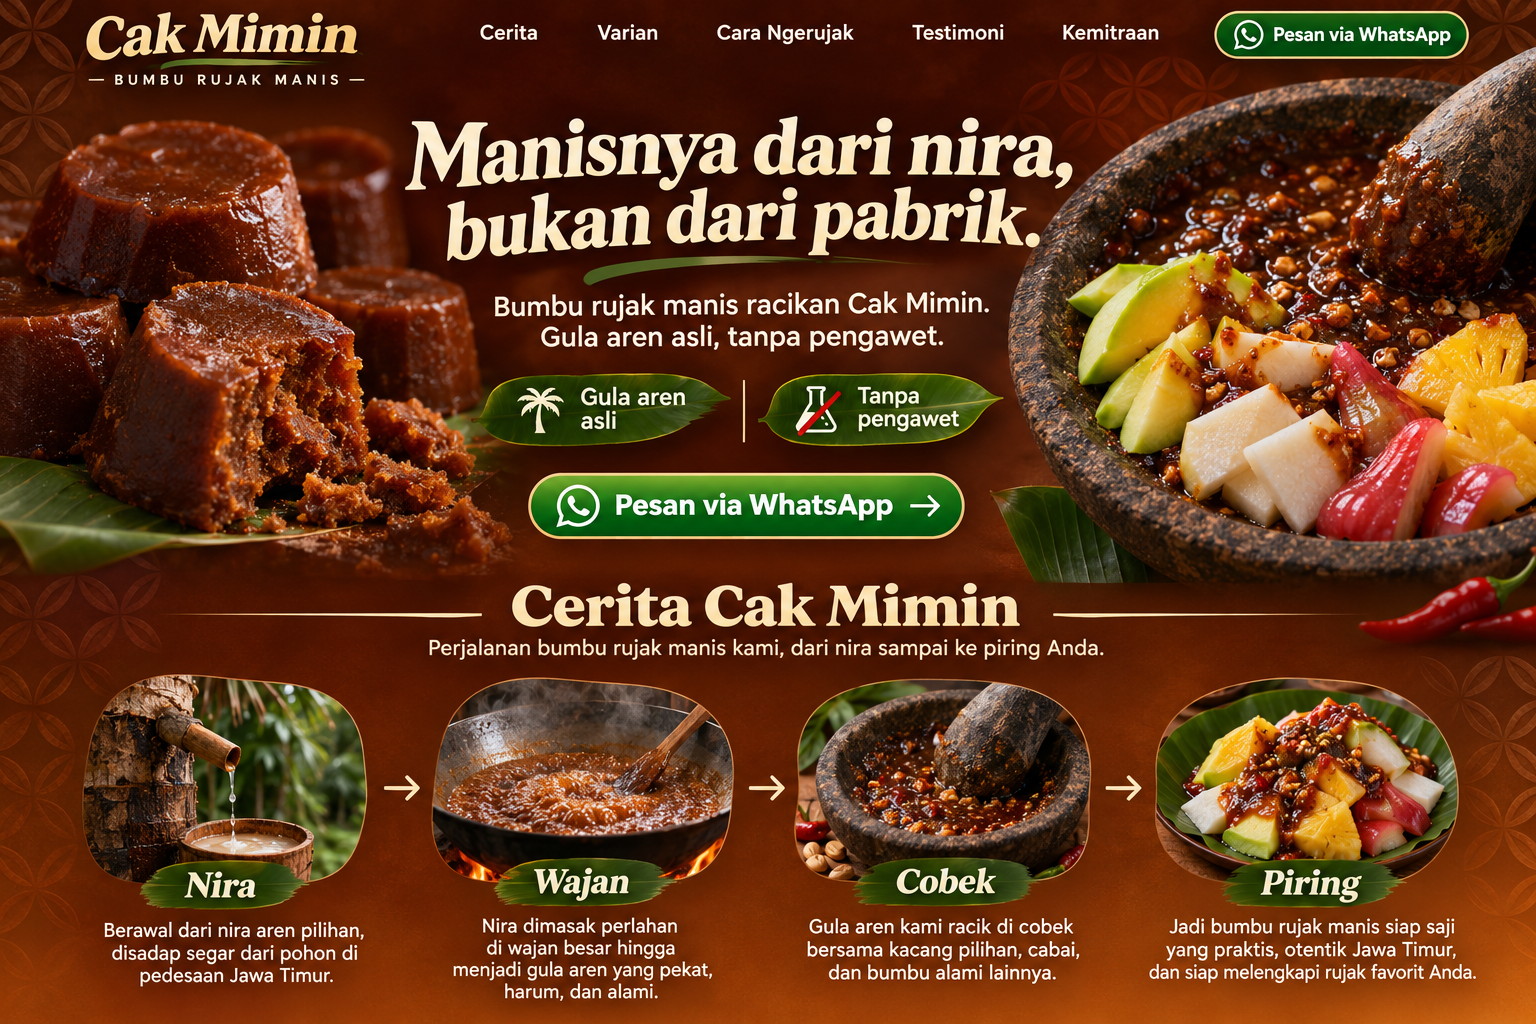 Cak Mimin
BUMBU RUJAK MANIS
Cerita
Varian
Cara Ngerujak
Testimoni
Kemitraan
Pesan via WhatsApp
Manisnya dari nira,
bukan dari pabrik.
Bumbu rujak manis racikan Cak Mimin.
Gula aren asli, tanpa pengawet.
Gula aren
asli
Tanpa
pengawet
Pesan via WhatsApp
Cerita Cak Mimin
Perjalanan bumbu rujak manis kami, dari nira sampai ke piring Anda.
Nira
Berawal dari nira aren pilihan,
disadap segar dari pohon di
pedesaan Jawa Timur.
Wajan
Nira dimasak perlahan
di wajan besar hingga
menjadi gula aren yang pekat,
harum, dan alami.
Cobek
Gula aren kami racik di cobek
bersama kacang pilihan, cabai,
dan bumbu alami lainnya.
Piring
Jadi bumbu rujak manis siap saji
yang praktis, otentik Jawa Timur,
dan siap melengkapi rujak favorit Anda.